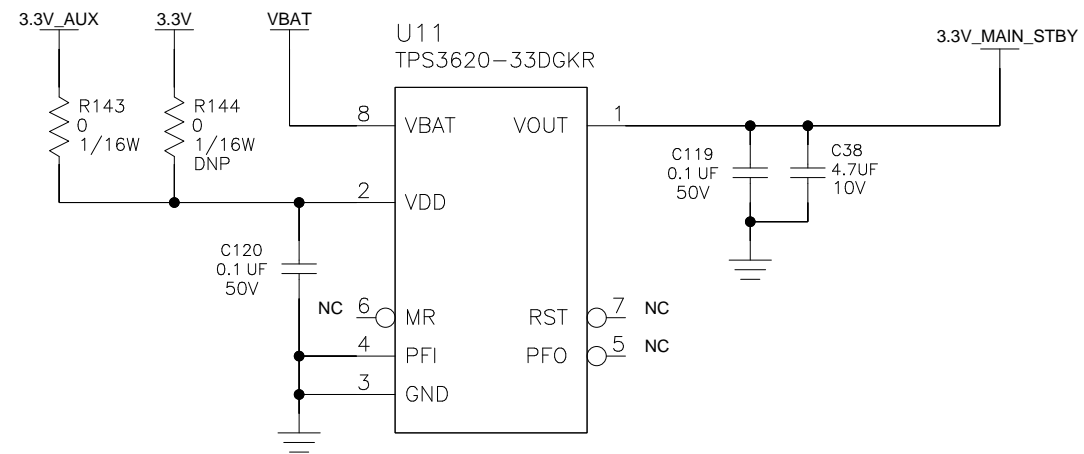 3.3V_AUX
3.3V
VBAT
U11
TPS3620-33DGKR
3.3V_MAIN_STBY
R143
0
1/16W
R144
0
1/16W
DNP
8
VBAT
VOUT
1
C119
0.1 UF
50V
C38
4.7UF
10V
2
VDD
C120
0.1 UF
50V
NC
6
MR
RST
7
NC
4
PFI
PFO
5
NC
3
GND